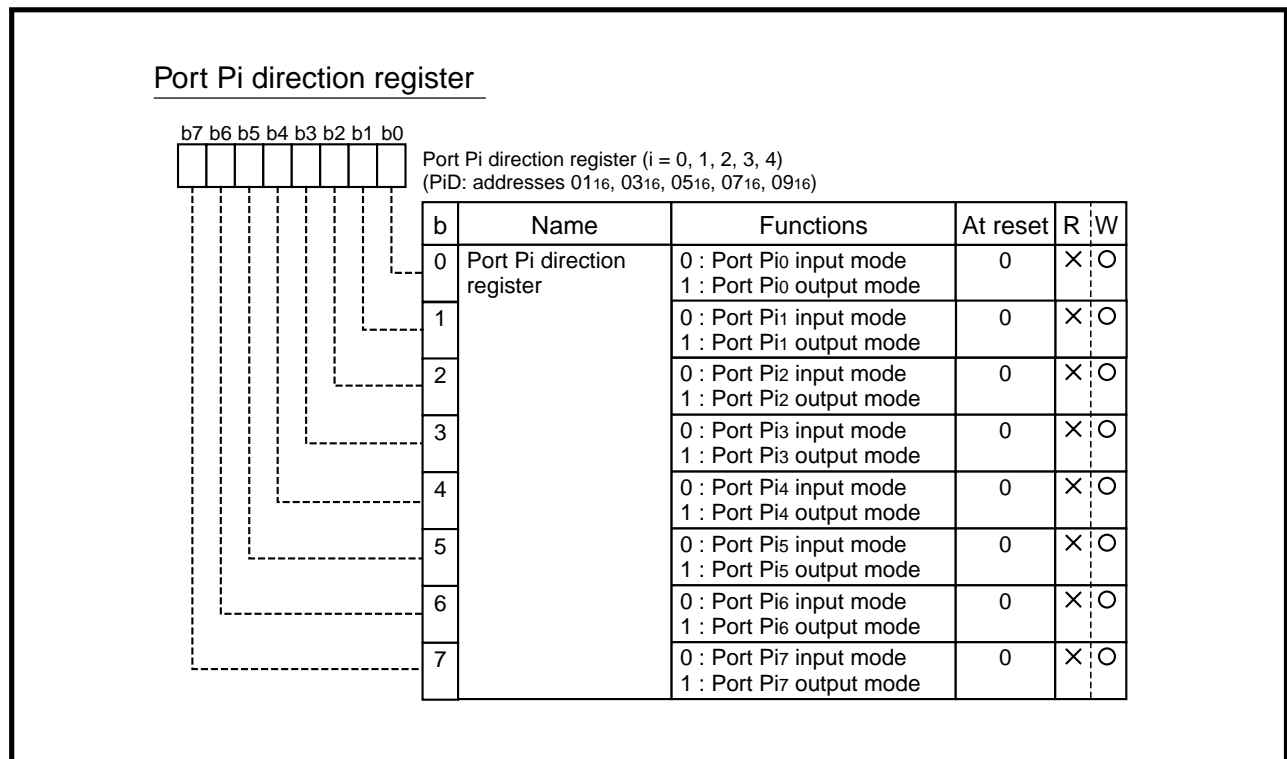 Port Pi direction register
b7 b6 b5 b4 b3 b2 b1 b0
Port Pi direction register (i = 0, 1, 2, 3, 4)
(PiD: addresses 0116, 0316, 0516, 0716, 0916)
b Name Functions At reset R W
0 Port Pi direction register 0 : Port Pi0 input mode 0 × O
1 : Port Pi0 output mode
1 0 : Port Pi1 input mode 0 × O
1 : Port Pi1 output mode
2 0 : Port Pi2 input mode 0 × O
1 : Port Pi2 output mode
3 0 : Port Pi3 input mode 0 × O
1 : Port Pi3 output mode
4 0 : Port Pi4 input mode 0 × O
1 : Port Pi4 output mode
5 0 : Port Pi5 input mode 0 × O
1 : Port Pi5 output mode
6 0 : Port Pi6 input mode 0 × O
1 : Port Pi6 output mode
7 0 : Port Pi7 input mode 0 × O
1 : Port Pi7 output mode